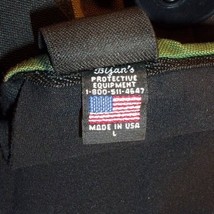 Bijan's
PROTECTIVE
EQUIPMENT
1-800-511-4647
MADE IN USA
L